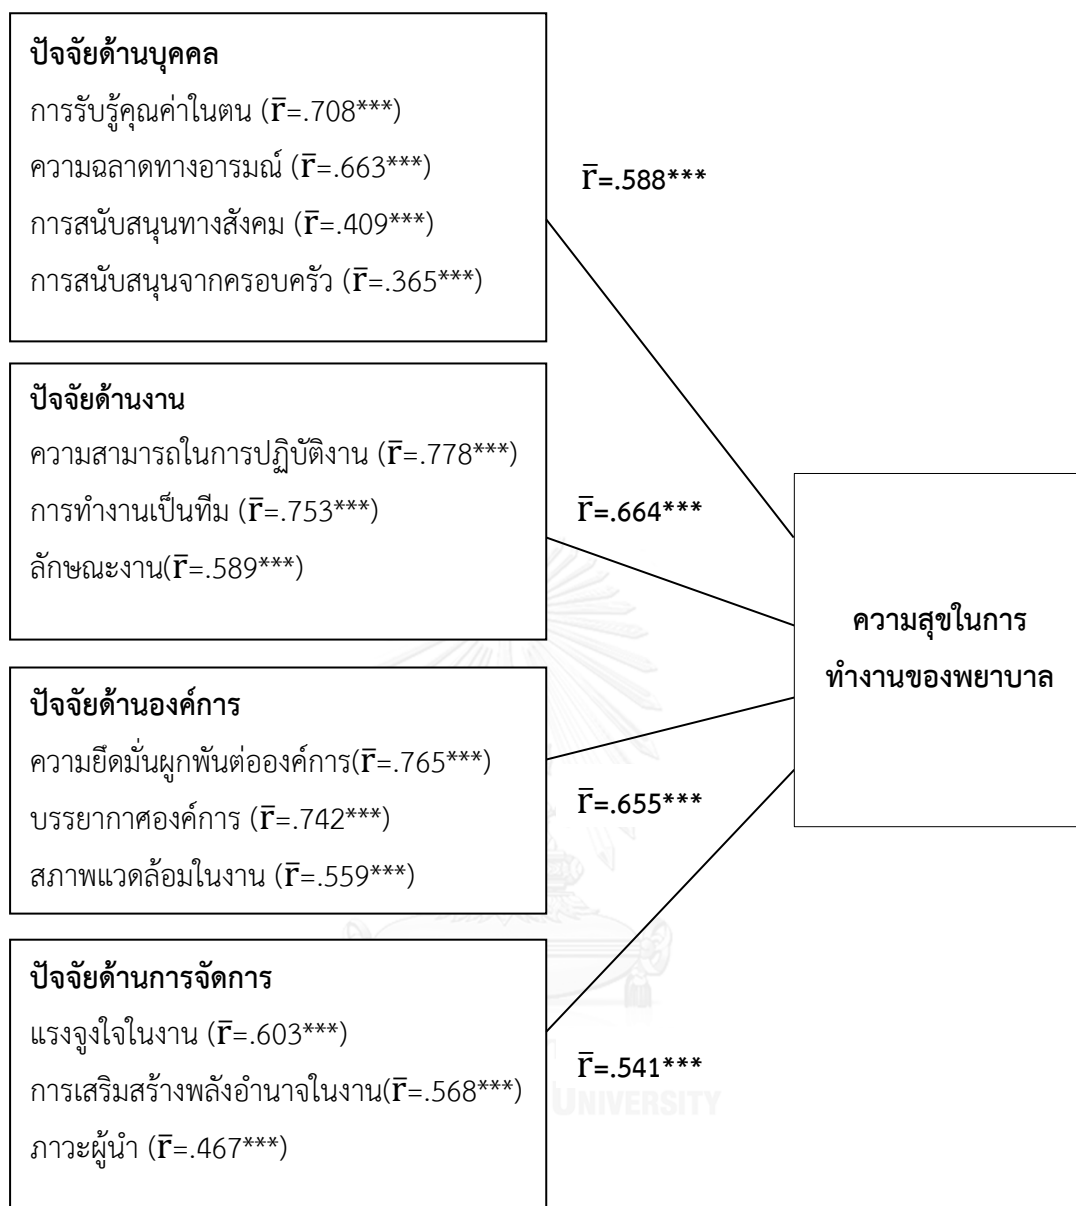 ปัจจัยด้านบุคคล
การรับรู้คุณค่าในตน (r̄=.708***)
ความฉลาดทางอารมณ์ (r̄=.663***)
การสนับสนุนทางสังคม (r̄=.409***)
การสนับสนุนจากครอบครัว (r̄=.365***)
r̄=.588***
ปัจจัยด้านงาน
ความสามารถในการปฏิบัติงาน (r̄=.778***)
การทำงานเป็นทีม (r̄=.753***)
ลักษณะงาน(r̄=.589***)
r̄=.664***
ปัจจัยด้านองค์การ
ความยึดมั่นผูกพันต่อองค์การ(r̄=.765***)
บรรยากาศองค์การ (r̄=.742***)
สภาพแวดล้อมในงาน (r̄=.559***)
r̄=.655***
ปัจจัยด้านการจัดการ
แรงจูงใจในงาน (r̄=.603***)
การเสริมสร้างพลังอำนาจในงาน(r̄=.568***)
ภาวะผู้นำ (r̄=.467***)
r̄=.541***
ความสุขในการ
ทำงานของพยาบาล
UNIVERSITY